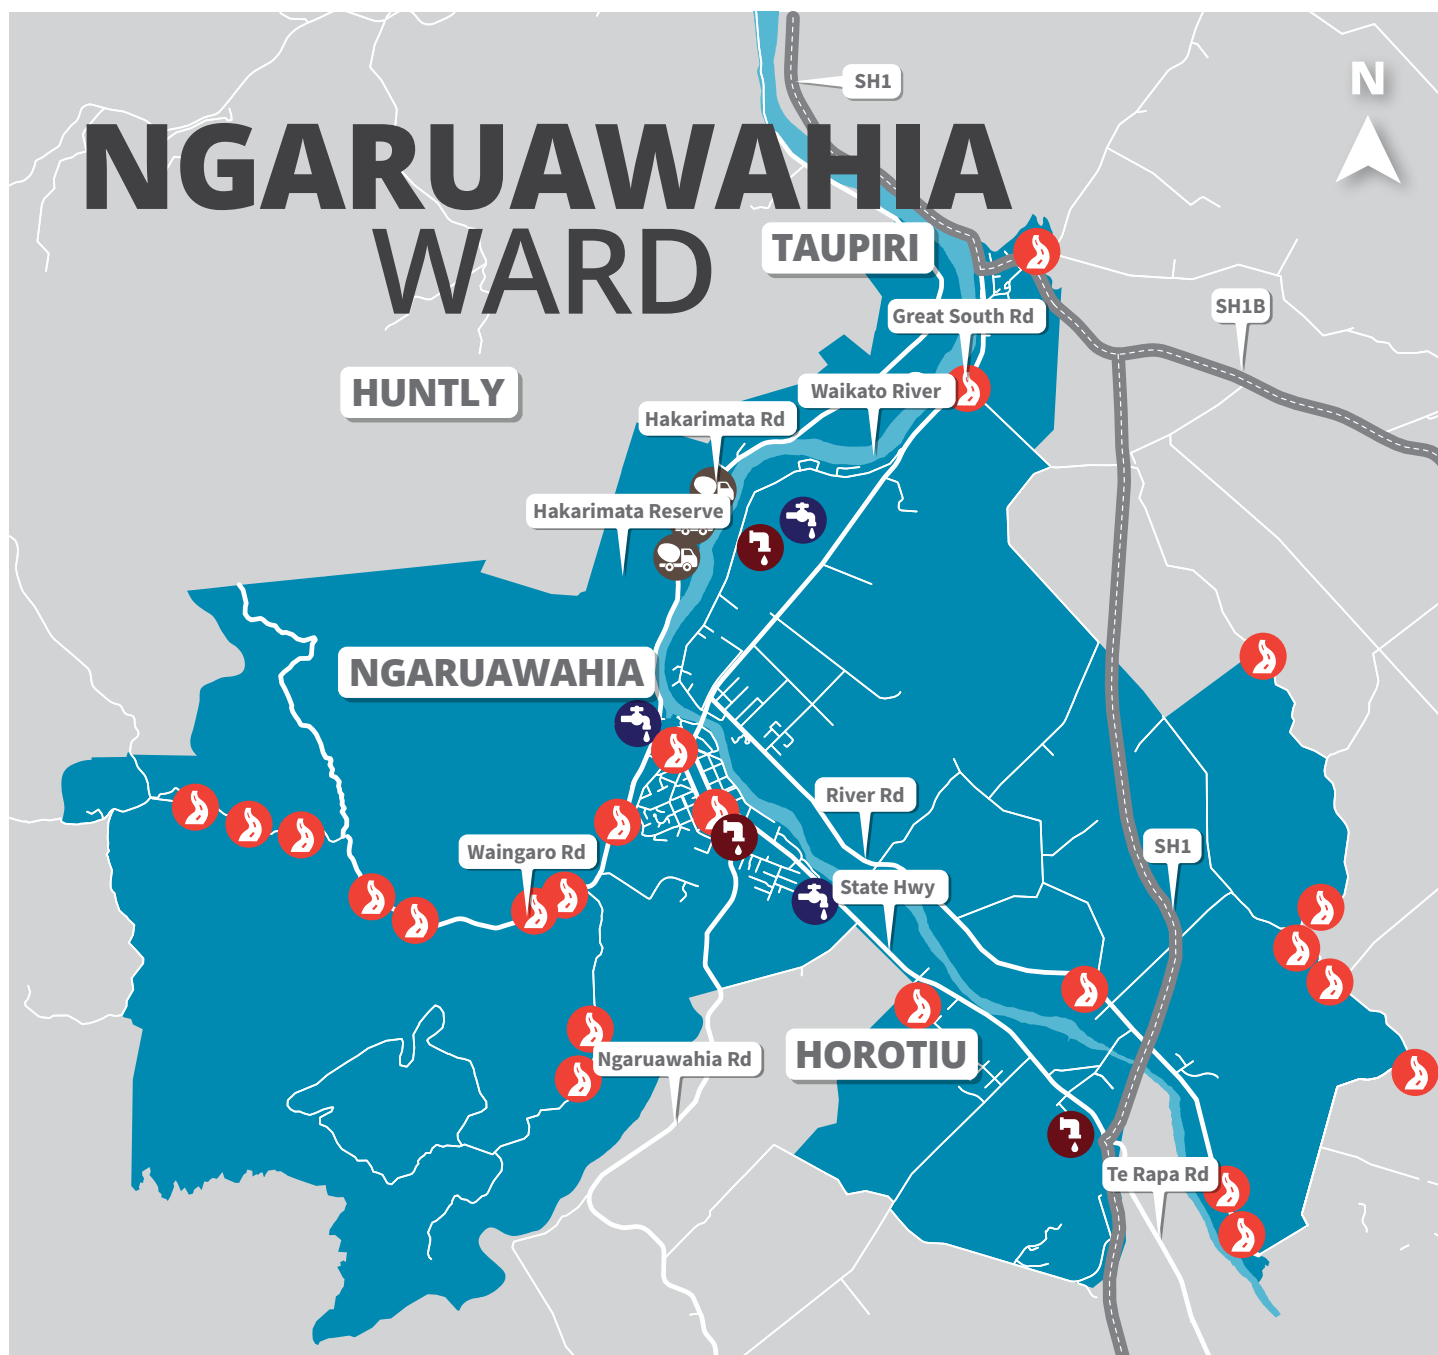 SH1
N
NGARUAWAHIA
WARD
TAUPIRI
SH1B
Great South Rd
HUNTLY
Waikato River
Hakarimata Rd
Hakarimata Reserve
NGARUAWAHIA
River Rd
SH1
Waingaro Rd
State Hwy
HOROTIU
Ngaruawahia Rd
Te Rapa Rd